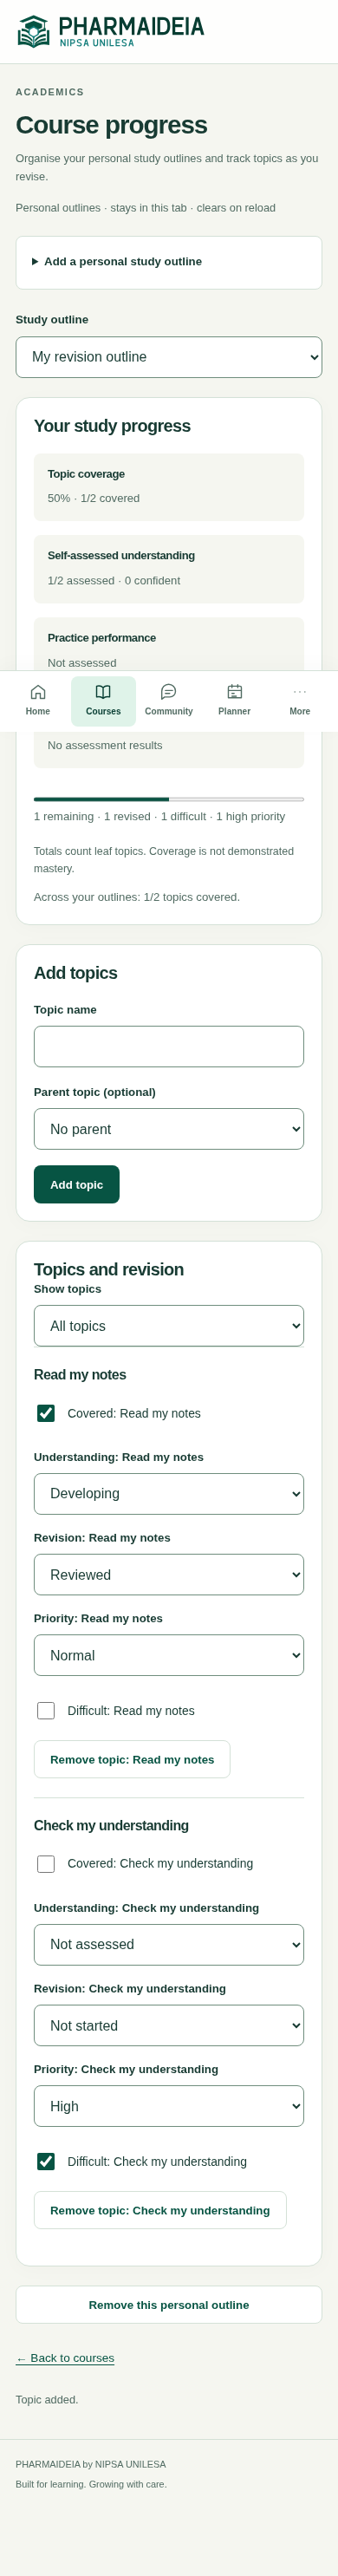 PHARMAIDEIA
NIPSA UNILESA
ACADEMICS
Course progress
Organise your personal study outlines and track topics as you
revise.
Personal outlines · stays in this tab · clears on reload
Add a personal study outline
Study outline
My revision outline
Your study progress
Topic coverage
50% · 1/2 covered
Self-assessed understanding
1/2 assessed · 0 confident
Practice performance
Not assessed
Home
Courses
Community
Planner
More
No assessment results
1 remaining · 1 revised · 1 difficult · 1 high priority
Totals count leaf topics. Coverage is not demonstrated
mastery.
Across your outlines: 1/2 topics covered.
Add topics
Topic name
Parent topic (optional)
No parent
Add topic
Topics and revision
Show topics
All topics
Read my notes
Covered: Read my notes
Understanding: Read my notes
Developing
Revision: Read my notes
Reviewed
Priority: Read my notes
Normal
Difficult: Read my notes
Remove topic: Read my notes
Check my understanding
Covered: Check my understanding
Understanding: Check my understanding
Not assessed
Revision: Check my understanding
Not started
Priority: Check my understanding
High
Difficult: Check my understanding
Remove topic: Check my understanding
Remove this personal outline
← Back to courses
Topic added.
PHARMAIDEIA by NIPSA UNILESA
Built for learning. Growing with care.